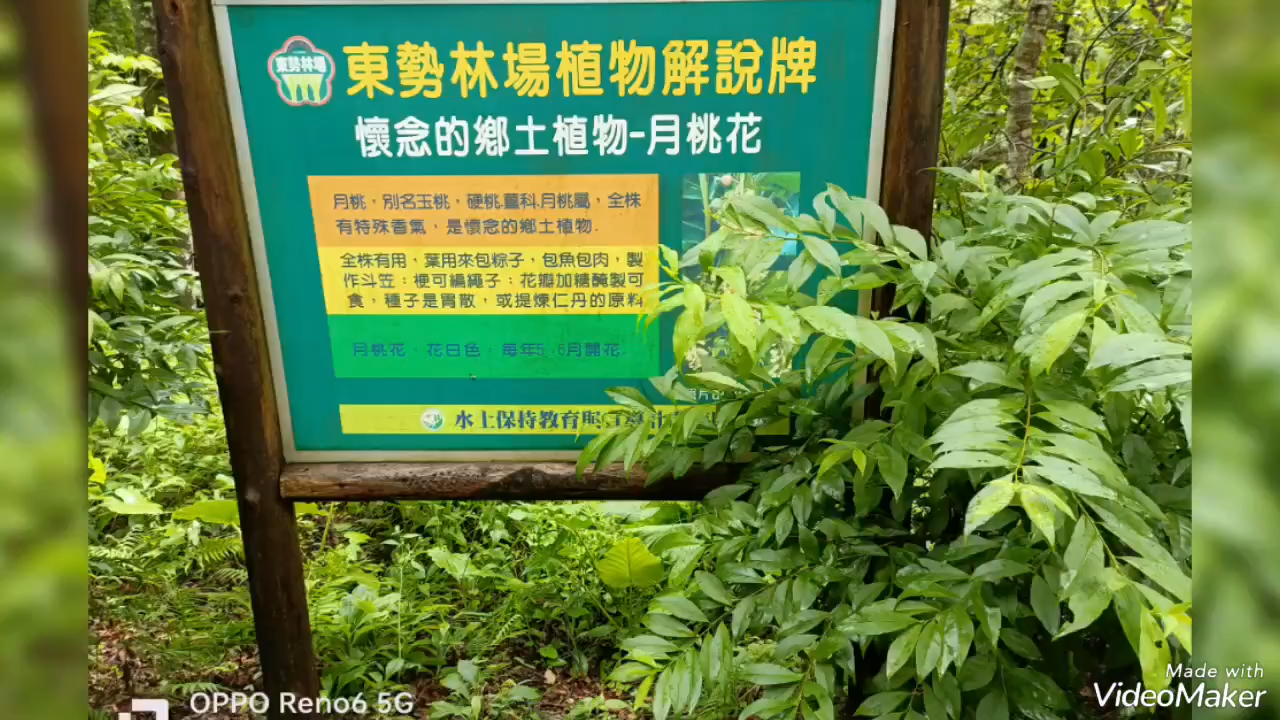 東勢林場
東勢林場植物解說牌
懷念的鄉土植物-月桃花
月桃，別名玉桃，硬桃.薑科.月桃屬，全株
有特殊香氣，是懷念的鄉土植物.
全株有用，葉用來包粽子，包魚包肉，製
作斗笠；梗可編繩子；花瓣加糖醃製可
食，種子是胃散，或提煉仁丹的原料
月桃花，花白色，每年5.6月開花.
水土保持教育與宣導計
OPPO Reno6 5G
Made with
VideoMaker